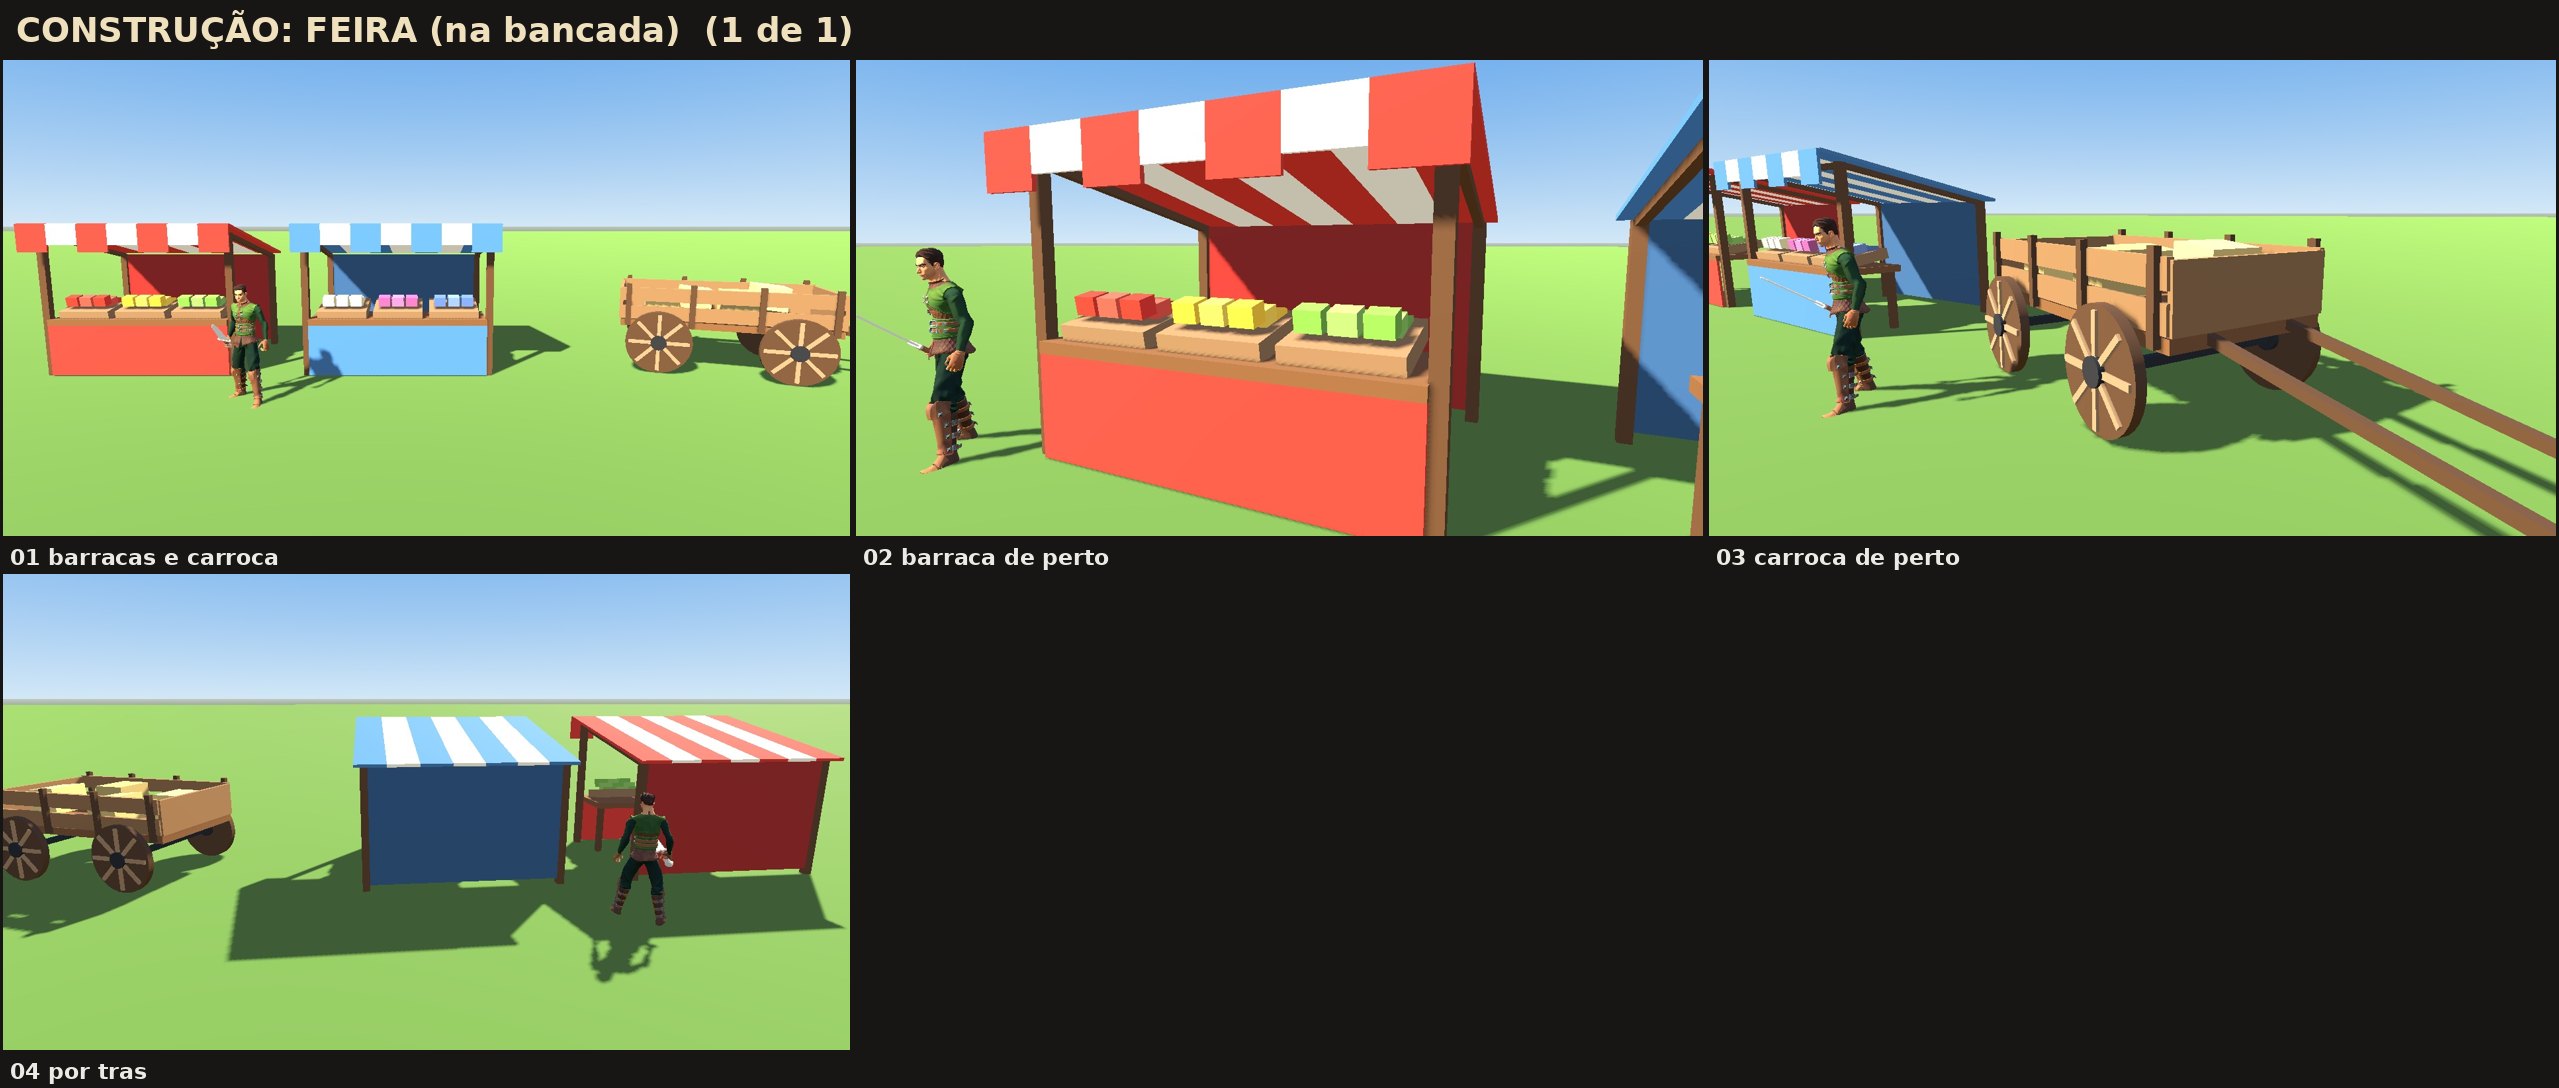 CONSTRUÇÃO: FEIRA (na bancada) (1 de 1)
01 barracas e carroca
02 barraca de perto
03 carroca de perto
04 por tras